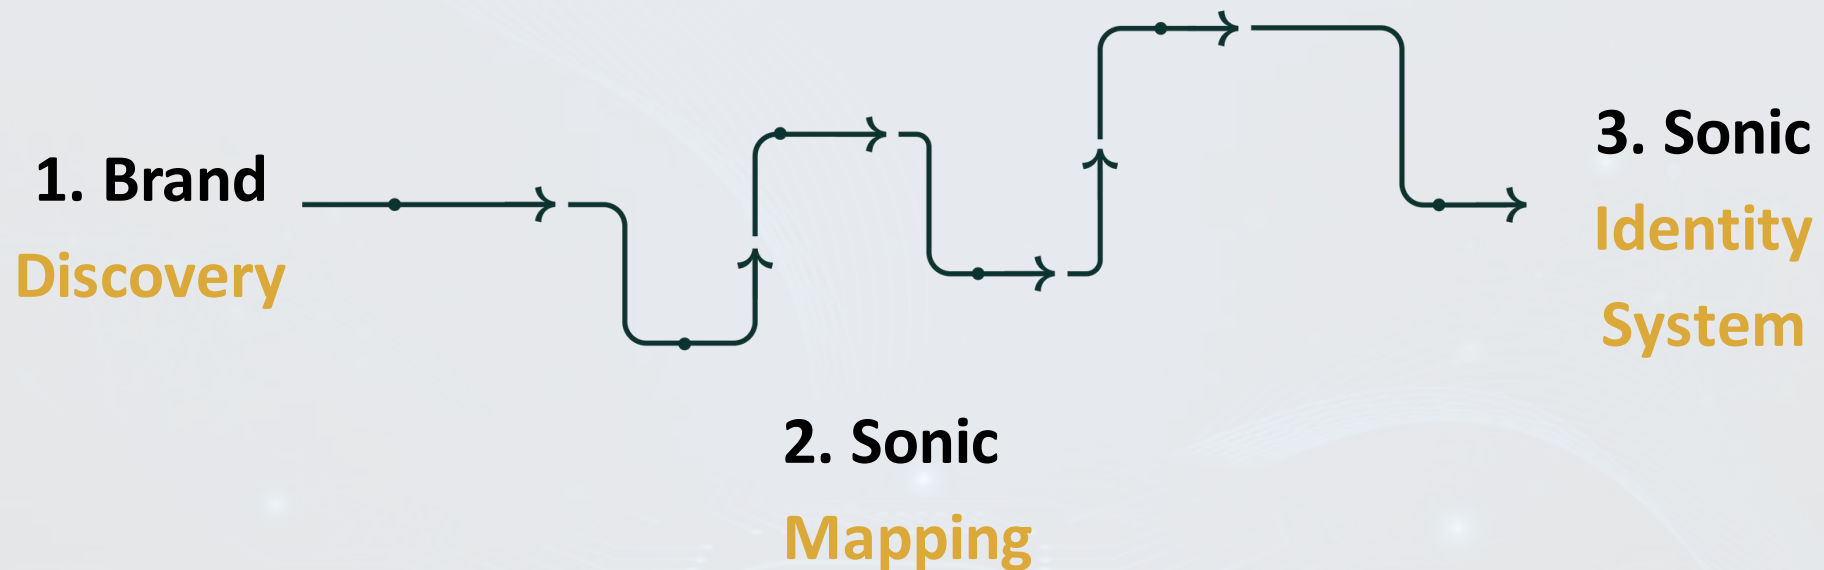 1. Brand
Discovery
2. Sonic
Mapping
3. Sonic
Identity
System